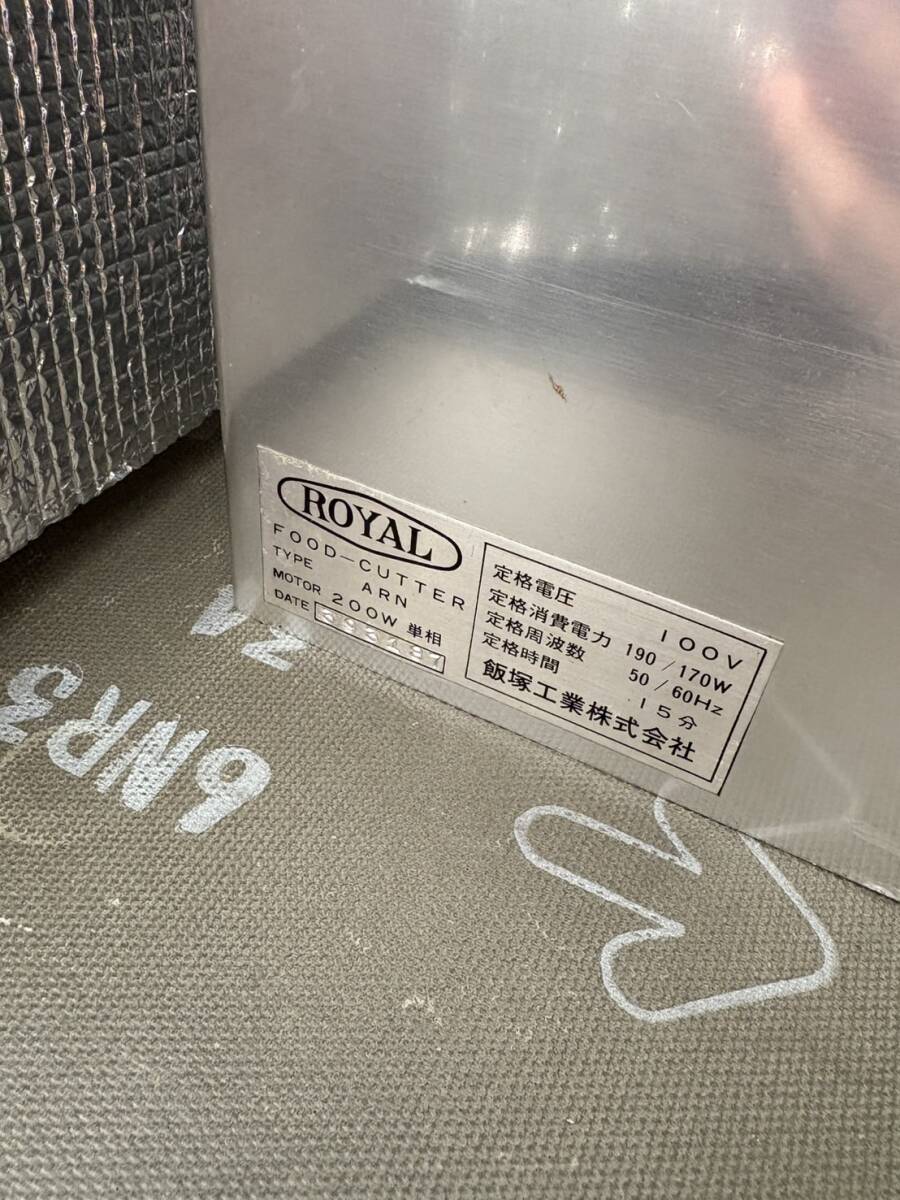 ROYAL
FOOD-CUTTER
TYPE ARN
MOTOR 200W 単相
DATE
定格電圧 100V
定格消費電力 190/170W
定格周波数 50/60Hz
定格時間 15分
飯塚工業株式会社
6NR3